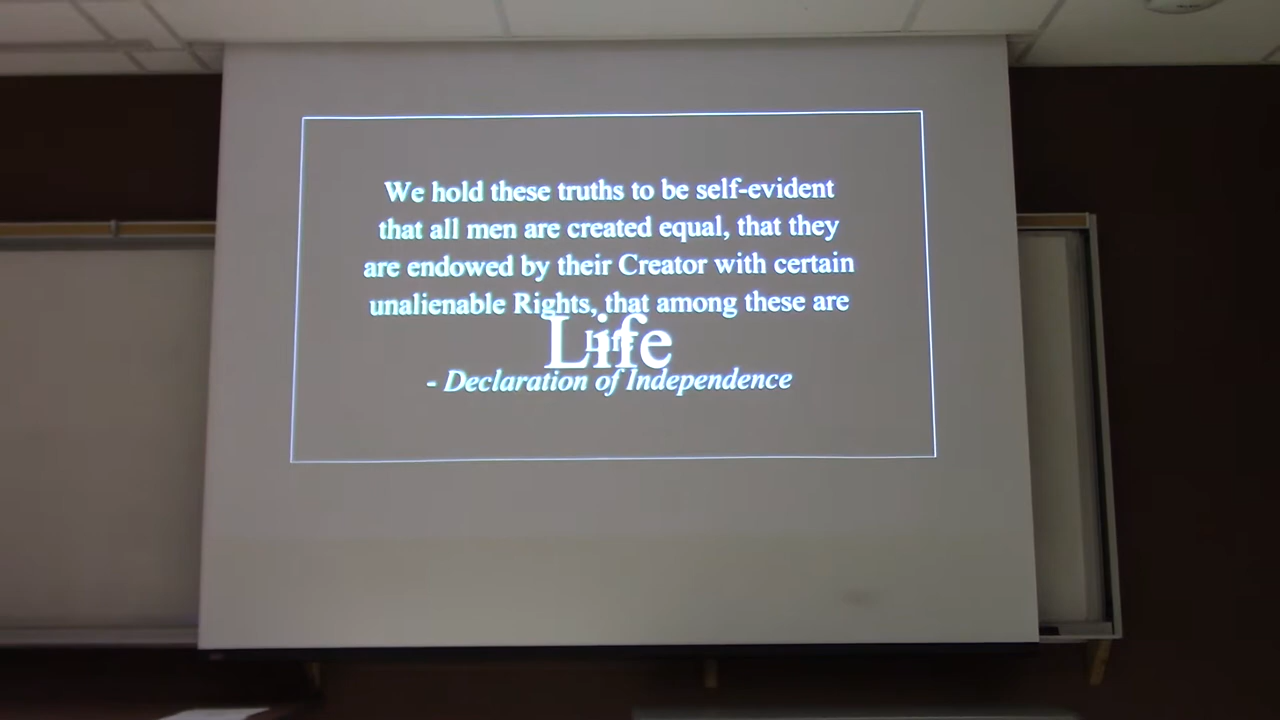 We hold these truths to be self-evident
that all men are created equal, that they
are endowed by their Creator with certain
unalienable Rights, that among these are
Life
- Declaration of Independence